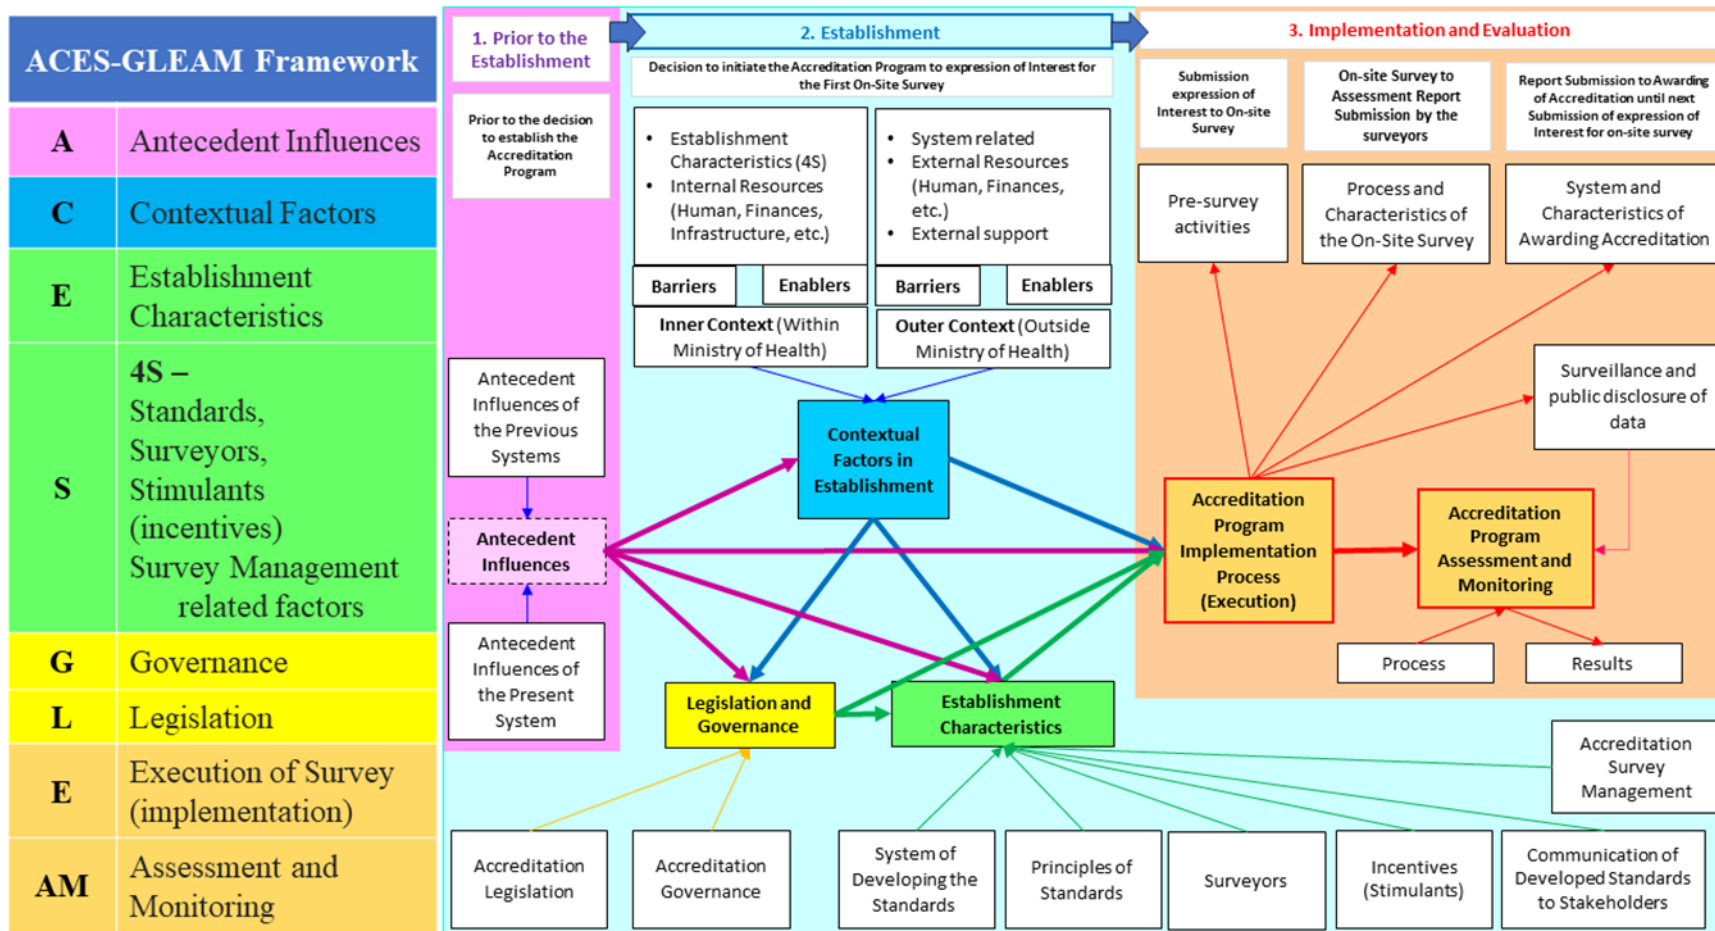 ACES-GLEAM Framework
A
Antecedent Influences
C
Contextual Factors
E
Establishment
Characteristics
S
4S –
Standards,
Surveyors,
Stimulants
(incentives)
Survey Management
related factors
G
Governance
L
Legislation
E
Execution of Survey
(implementation)
AM
Assessment and
Monitoring
1. Prior to the
Establishment
Prior to the decision
to establish the
Accreditation
Program
2. Establishment
Decision to initiate the Accreditation Program to expression of Interest for
the First On-Site Survey
3. Implementation and Evaluation
Submission
expression of
Interest to On-site
Survey
On-site Survey to
Assessment Report
Submission by the
surveyors
Report Submission to Awarding
of Accreditation until next
Submission of expression of
Interest for on-site survey
• Establishment
Characteristics (4S)
• Internal Resources
(Human, Finances,
Infrastructure, etc.)
Barriers
Enablers
Inner Context (Within
Ministry of Health)
• System related
• External Resources
(Human, Finances,
etc.)
• External support
Barriers
Enablers
Outer Context (Outside
Ministry of Health)
Pre-survey
activities
Process and
Characteristics of
the On-Site Survey
System and
Characteristics of
Awarding Accreditation
Surveillance and
public disclosure of
data
Antecedent
Influences of
the Previous
Systems
Antecedent
Influences
Antecedent
Influences of
the Present
System
Contextual
Factors in
Establishment
Accreditation
Program
Implementation
Process
(Execution)
Accreditation
Program
Assessment and
Monitoring
Process
Results
Legislation and
Governance
Establishment
Characteristics
Accreditation
Survey
Management
Accreditation
Legislation
Accreditation
Governance
System of
Developing the
Standards
Principles of
Standards
Surveyors
Incentives
(Stimulants)
Communication of
Developed Standards
to Stakeholders